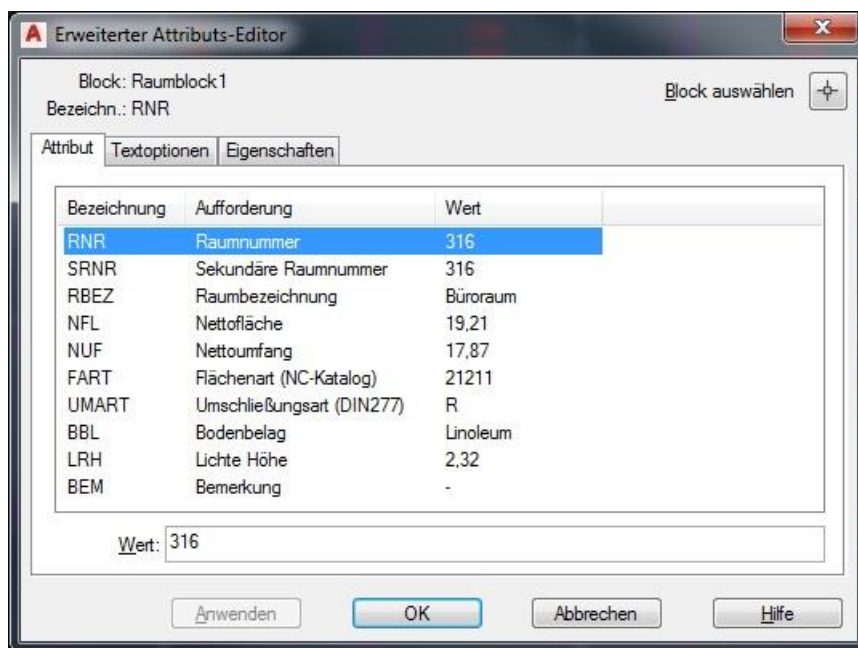 A Erweiterter Attributs-Editor
Block: Raumblock1
Block auswählen
Bezeichn.: RNR
Attribut Textoptionen Eigenschaften
Bezeichnung Aufforderung Wert
RNR Raumnummer 316
SRNR Sekundäre Raumnummer 316
RBEZ Raumbezeichnung Büroraum
NFL Nettofläche 19,21
NUF Nettoumfang 17,87
FART Flächenart (NC-Katalog) 21211
UMART Umschließungsart (DIN277) R
BBL Bodenbelag Linoleum
LRH Lichte Höhe 2,32
BEM Bemerkung -
Wert: 316
Anwenden OK Abbrechen Hilfe